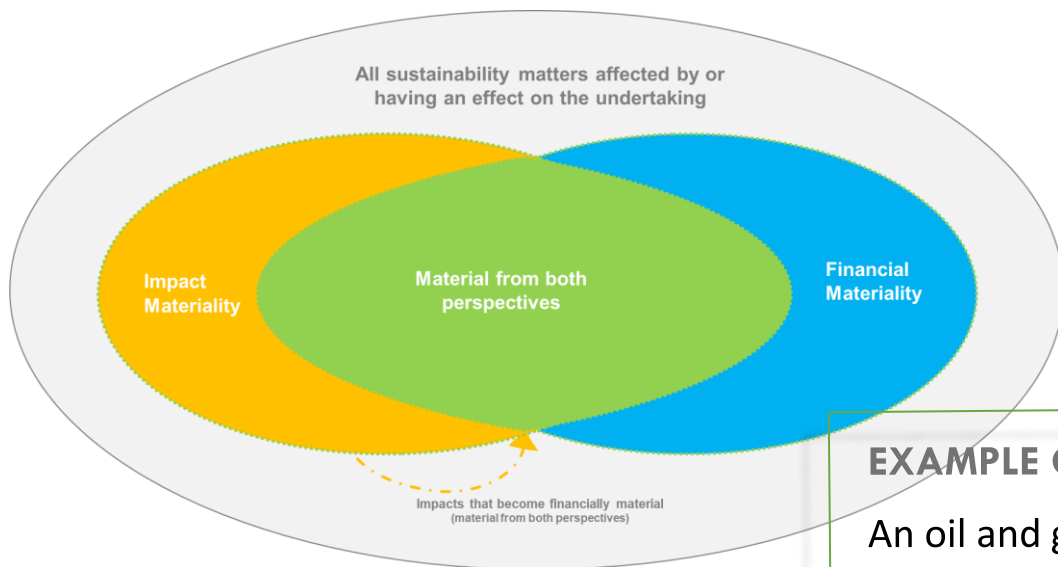 All sustainability matters affected by or
having an effect on the undertaking
Impact
Materiality
Material from both
perspectives
Financial
Materiality
Impacts that become financially material
(material from both perspectives)
EXAMPLE
An oil and